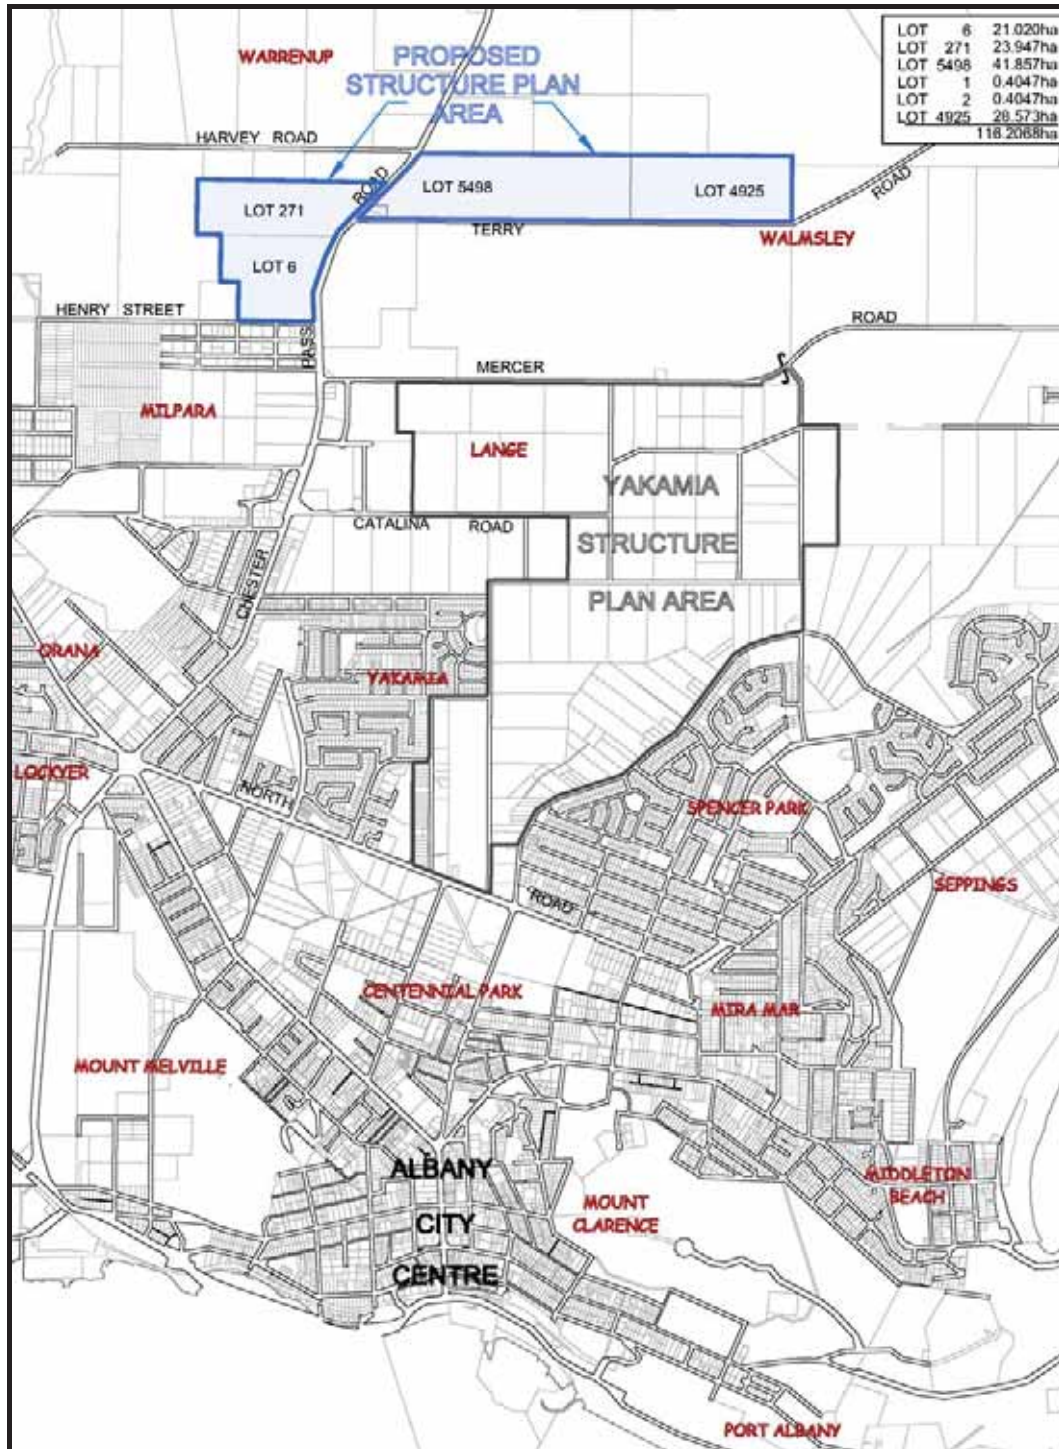 LOT 6 21.020ha
LOT 271 23.947ha
LOT 5498 41.857ha
LOT 1 0.4047ha
LOT 2 0.4047ha
LOT 4925 28.573ha
116.2068ha
WARRENUP
PROPOSED
STRUCTURE PLAN
AREA
HARVEY ROAD
ROAD
LOT 5498
LOT 4925
ROAD
LOT 271
TERRY
WALMSLEY
LOT 6
HENRY STREET
PASS
ROAD
MERCER
MILPARA
LANGE
YAKAMIA
STRUCTURE
PLAN AREA
CATALINA ROAD
CHESTER
ORANA
YAKAMIA
LOCKYER
NORTH
SPENCER PARK
SEPPINGS
ROAD
CENTENNIAL PARK
MIRA MAR
MOUNT MELVILLE
ALBANY
CITY
CENTRE
MIDDLETON
BEACH
MOUNT
CLARENCE
PORT ALBANY